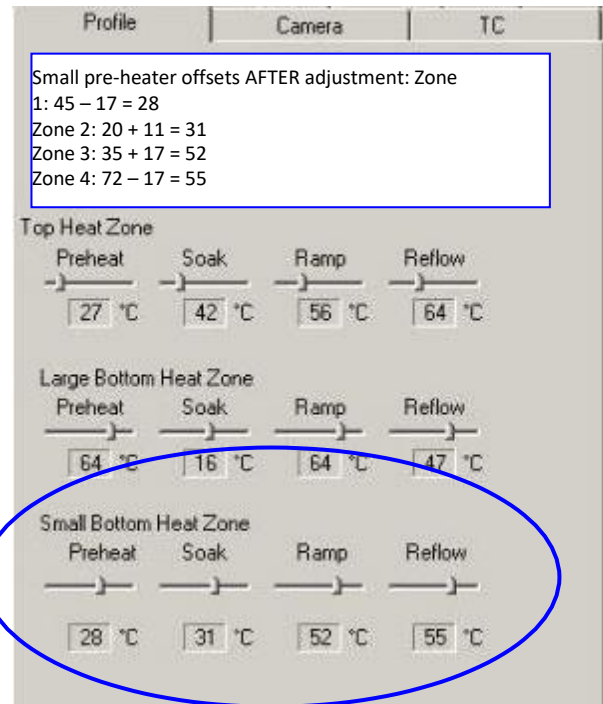 Profile Camera TC
Small pre-heater offsets AFTER adjustment: Zone
1: 45 – 17 = 28
Zone 2: 20 + 11 = 31
Zone 3: 35 + 17 = 52
Zone 4: 72 – 17 = 55
Top Heat Zone
Preheat Soak Ramp Reflow
27 °C 42 °C 56 °C 64 °C
Large Bottom Heat Zone
Preheat Soak Ramp Reflow
64 °C 16 °C 64 °C 47 °C
Small Bottom Heat Zone
Preheat Soak Ramp Reflow
28 °C 31 °C 52 °C 55 °C